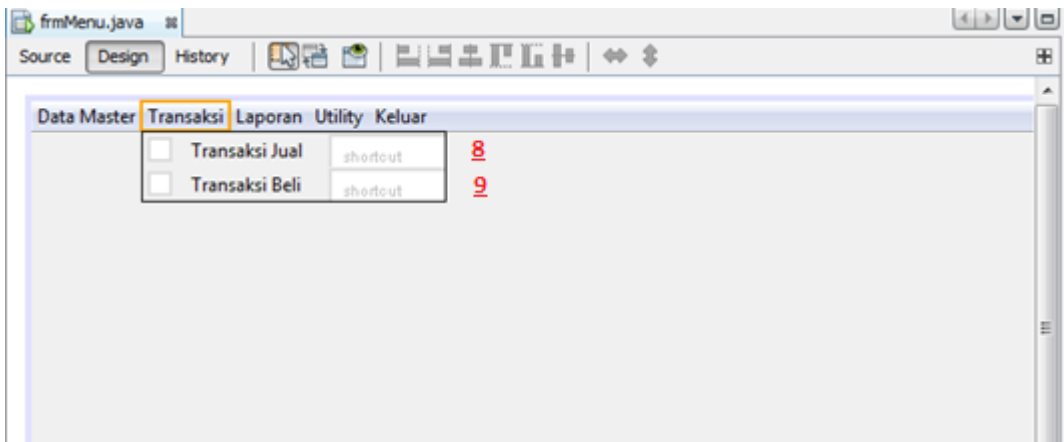 frmMenu.java
Source Design History
Data Master Transaksi Laporan Utility Keluar
Transaksi Jual shortcut 8
Transaksi Beli shortcut 9